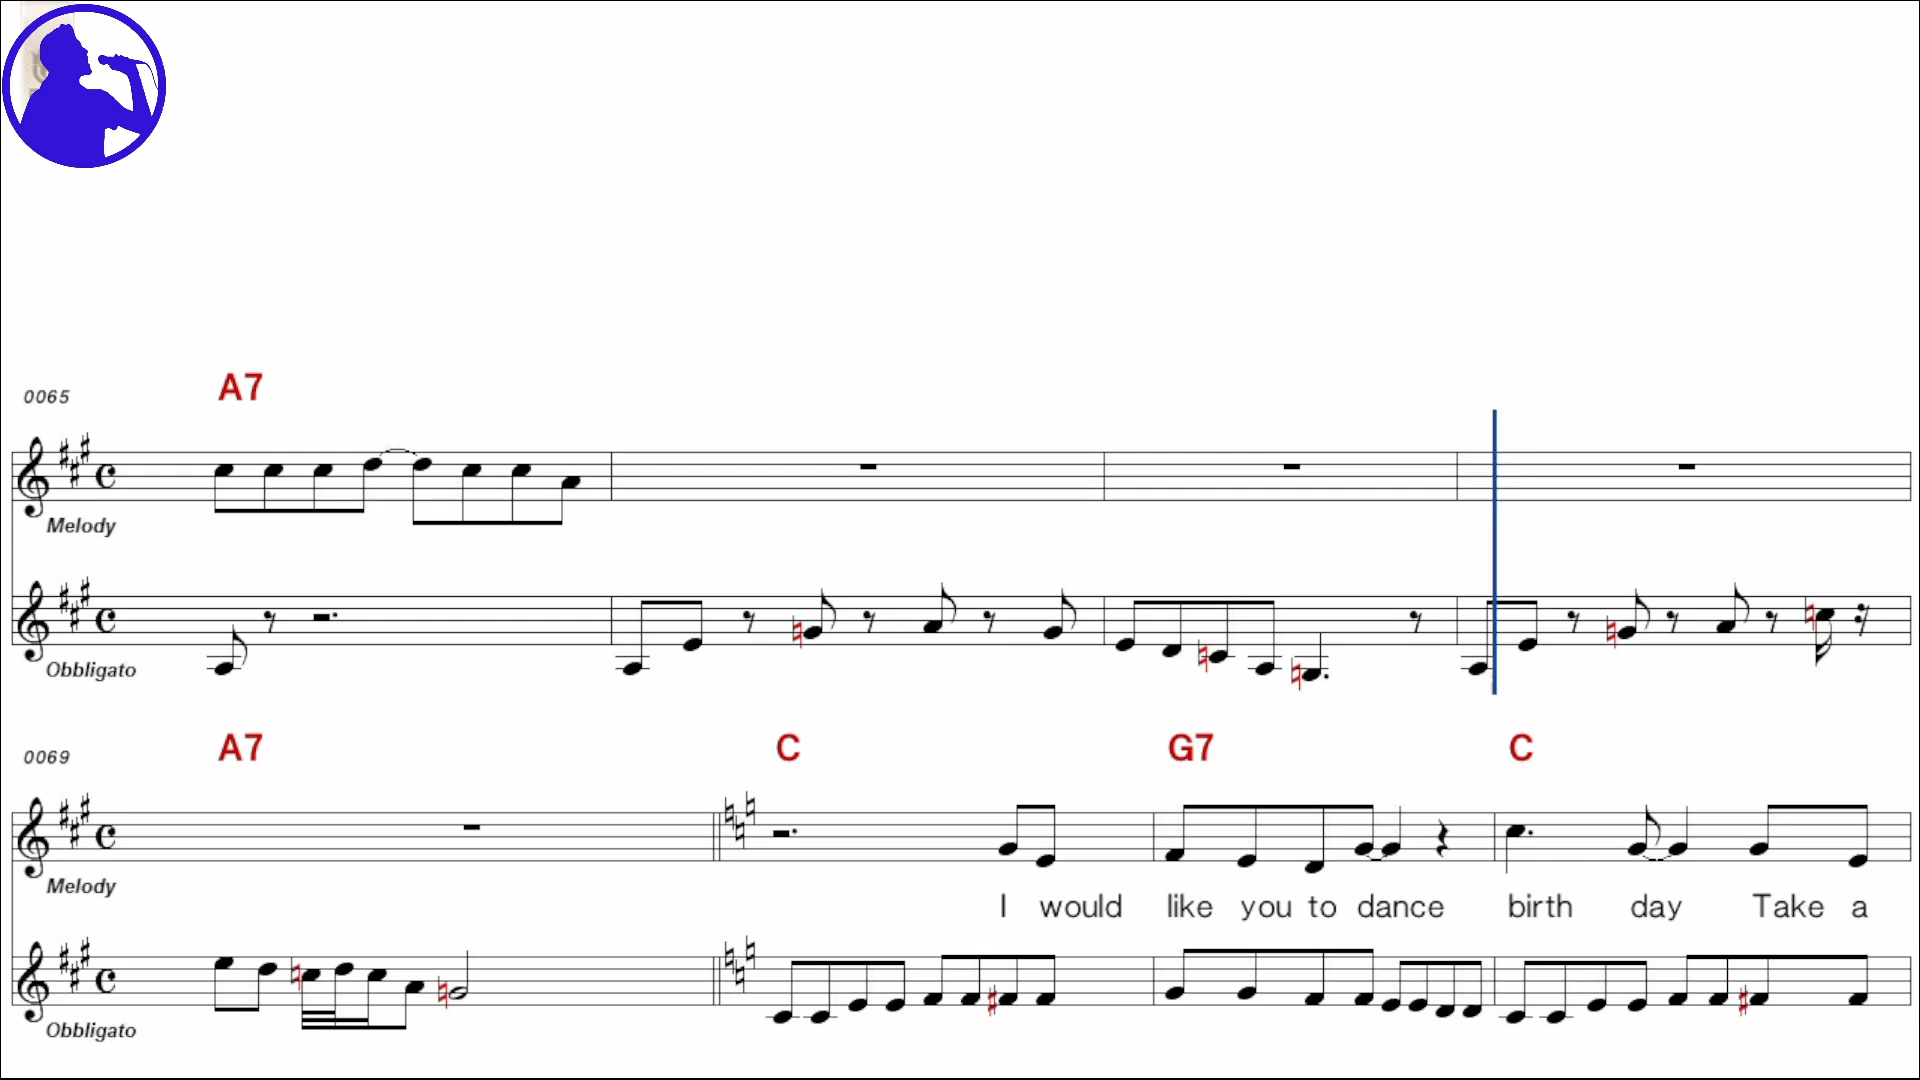 0065 A7
Melody
Obbligato
0069 A7 C G7 C
Melody
I would like you to dance birth day Take a
Obbligato